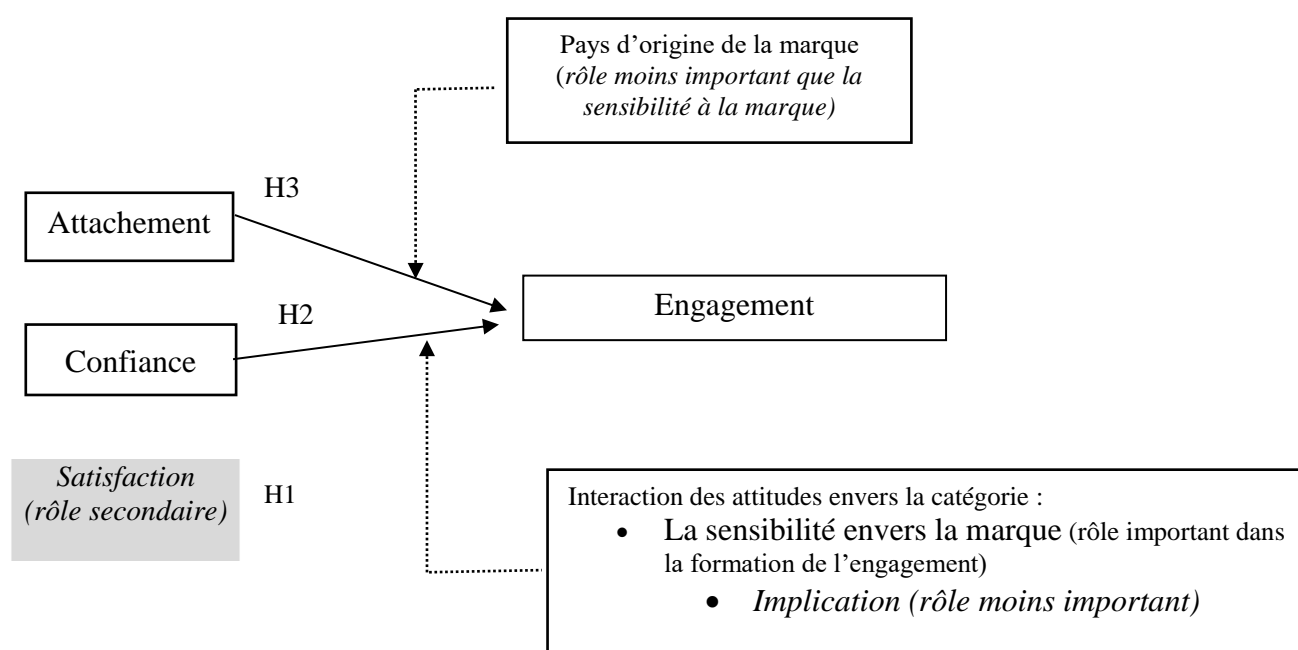 Pays d’origine de la marque
(rôle moins important que la
sensibilité à la marque)
H3
Attachement
Engagement
H2
Confiance
Satisfaction
(rôle secondaire)
H1
Interaction des attitudes envers la catégorie :
• La sensibilité envers la marque (rôle important dans
la formation de l’engagement)
• Implication (rôle moins important)